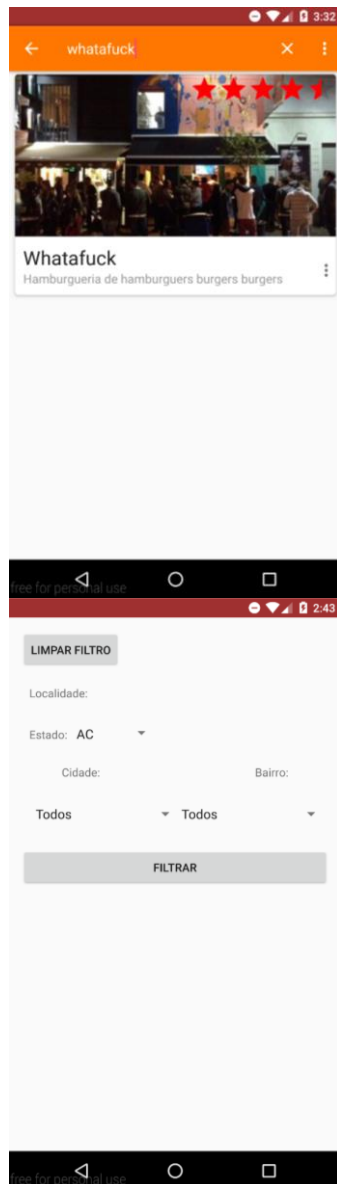 3:32
whatafuck
Whatafuck
Hamburgueria de hamburguers burgers burgers
free for personal use
2:43
LIMPAR FILTRO
Localidade:
Estado: AC
Cidade: Bairro:
Todos Todos
FILTRAR
free for personal use